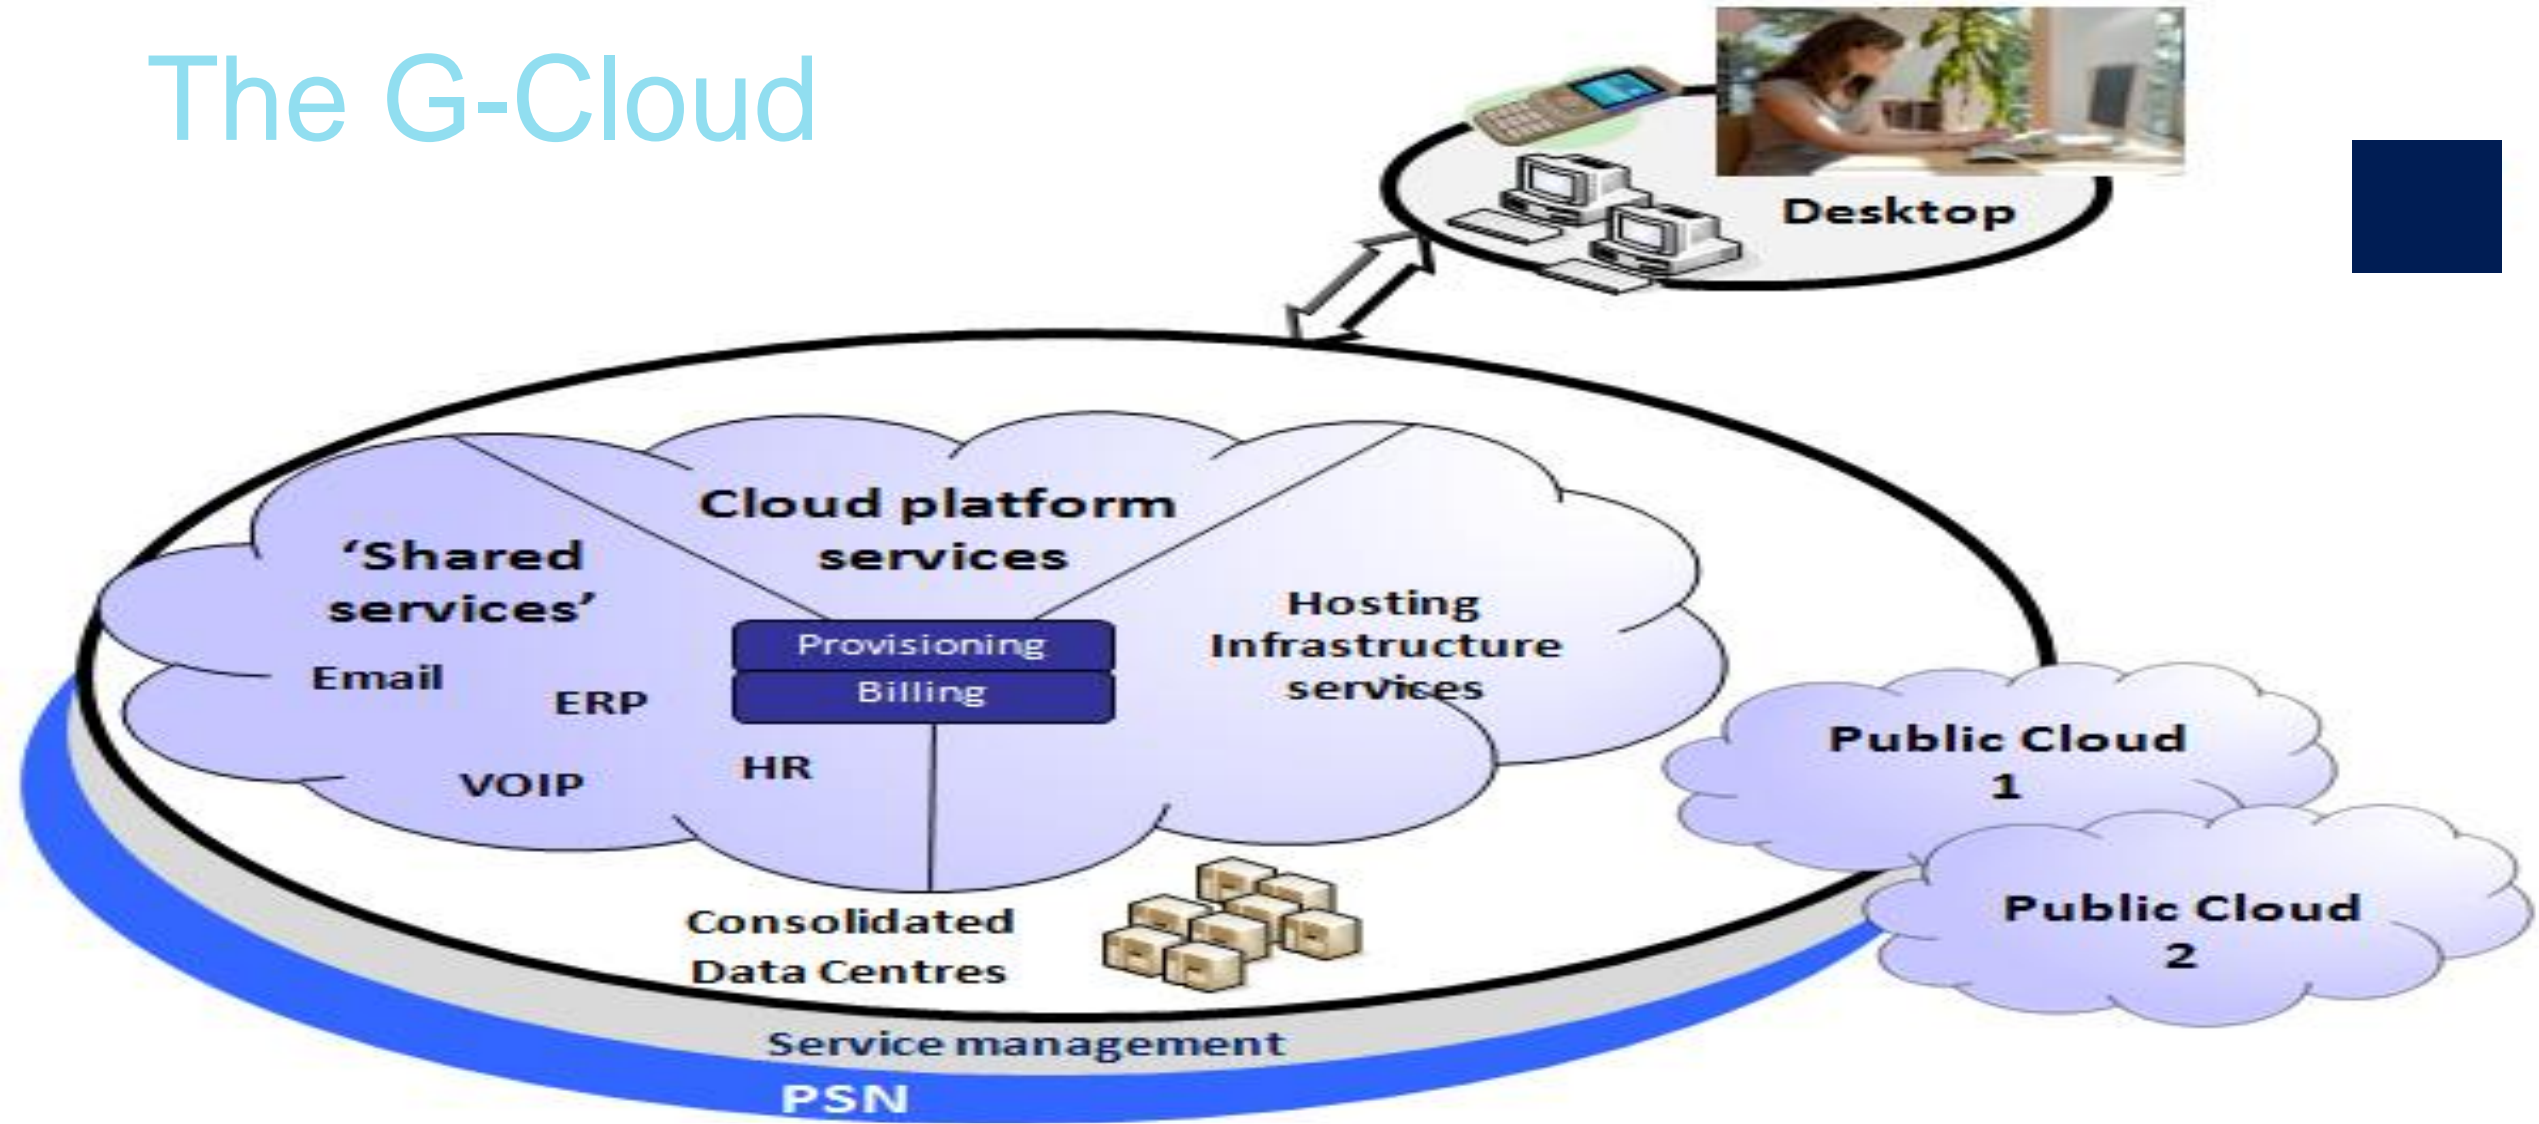 The G-Cloud
Desktop
Cloud platform
services
‘Shared
services’
Email
ERP
VOIP
HR
Provisioning
Billing
Hosting
Infrastructure
services
Public Cloud
1
Public Cloud
2
Consolidated
Data Centres
Service management
PSN